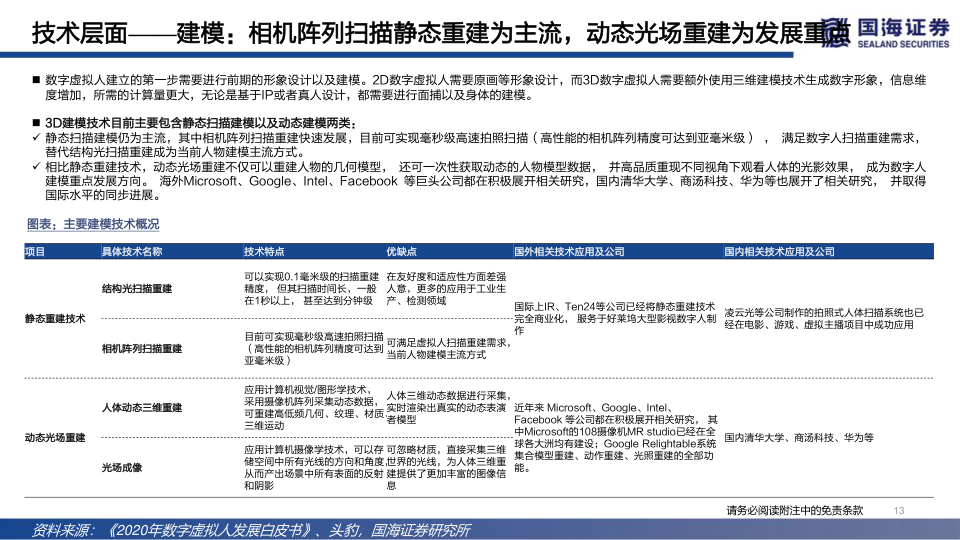 技术层面——建模：相机阵列扫描静态重建为主流，动态光场重建为发展重点
国海证券
SEALAND SECURITIES
■ 数字虚拟人建立的第一步需要进行前期的形象设计以及建模。2D数字虚拟人需要原画等形象设计，而3D数字虚拟人需要额外使用三维建模技术生成数字形象，信息维
度增加，所需的计算量更大，无论是基于IP或者真人设计，都需要进行面捕以及身体的建模。
■ 3D建模技术目前主要包含静态扫描建模以及动态建模两类：
✓ 静态扫描建模仍为主流，其中相机阵列扫描重建快速发展，目前可实现毫秒级高速拍照扫描（高性能的相机阵列精度可达到亚毫米级 ），满足数字人扫描重建需求，
替代结构光扫描重建成为当前人物建模主流方式。
✓ 相比静态重建技术，动态光场重建不仅可以重建人物的几何模型， 还可一次性获取动态的人物模型数据， 并高品质重现不同视角下观看人体的光影效果， 成为数字人
建模重点发展方向。 海外Microsoft、Google、Intel、Facebook 等巨头公司都在积极展开相关研究，国内清华大学、商汤科技、华为等也展开了相关研究， 并取得
国际水平的同步进展。
图表：主要建模技术概况
项目 具体技术名称 技术特点 优缺点 国外相关技术应用及公司 国内相关技术应用及公司
静态重建技术
结构光扫描重建
可以实现0.1毫米级的扫描重建
精度， 但其扫描时间长，一般
在1秒以上， 甚至达到分钟级
在友好度和适应性方面差强
人意，更多的应用于工业生
产、检测领域
国际上IR、Ten24等公司已经将静态重建技术
完全商业化， 服务于好莱坞大型影视数字人制
作
凌云光等公司制作的拍照式人体扫描系统也已
经在电影、游戏、虚拟主播项目中成功应用
相机阵列扫描重建
目前可实现毫秒级高速拍照扫描
（高性能的相机阵列精度可达到
亚毫米级）
可满足虚拟人扫描重建需求，
当前人物建模主流方式
动态光场重建
人体动态三维重建
应用计算机视觉/图形学技术，
采用摄像机阵列采集动态数据，
可重建高低频几何、纹理、材质、
三维运动
人体三维动态数据进行采集，
实时渲染出真实的动态表演
者模型
近年来 Microsoft、Google、Intel、
Facebook 等公司都在积极展开相关研究， 其
中Microsoft的108摄像机MR studio已经在全
球各大洲均有建设；Google Relightable系统
集合模型重建、动作重建、光照重建的全部功
能。
国内清华大学、商汤科技、华为等
光场成像
应用计算机摄像学技术，可以存
储空间中所有光线的方向和角度，
从而产出场景中所有表面的反射
和阴影
可忽略材质，直接采集三维
世界的光线，为人体三维重
建提供了更加丰富的图像信
息
请务必阅读附注中的免责条款 13
资料来源：《2020年数字虚拟人发展白皮书》、头豹，国海证券研究所